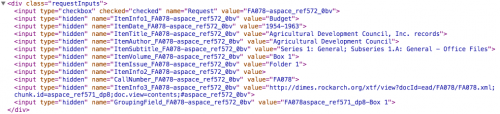 ▼<div class="requestInputs">
<input type="checkbox" checked="checked" name="Request" value="FA078-aspace_ref572_0bv">
<input type="hidden" name="ItemInfo1_FA078-aspace_ref572_0bv" value="Budget">
<input type="hidden" name="ItemDate_FA078-aspace_ref572_0bv" value="1954-1963">
<input type="hidden" name="ItemTitle_FA078-aspace_ref572_0bv" value="Agricultural Development Council, Inc. records">
<input type="hidden" name="ItemAuthor_FA078-aspace_ref572_0bv" value="Agricultural Development Council">
<input type="hidden" name="ItemSubtitle_FA078-aspace_ref572_0bv" value="Series 1: General; Subseries 1.A: General - Office Files">
<input type="hidden" name="ItemVolume_FA078-aspace_ref572_0bv" value="Box 1">
<input type="hidden" name="ItemIssue_FA078-aspace_ref572_0bv" value="Folder 1">
<input type="hidden" name="ItemInfo2_FA078-aspace_ref572_0bv" value>
<input type="hidden" name="CallNumber_FA078-aspace_ref572_0bv" value="FA078">
<input type="hidden" name="ItemInfo3_FA078-aspace_ref572_0bv" value="http://dimes.rockarch.org/xtf/view?docId=ead/FA078/FA078.xml;
chunk.id=aspace_ref571_dp8;doc.view=contents;#aspace_ref572_0bv">
<input type="hidden" name="GroupingField_FA078-aspace_ref572_0bv" value="FA078aspace_ref571_dp8-Box 1">
</div>